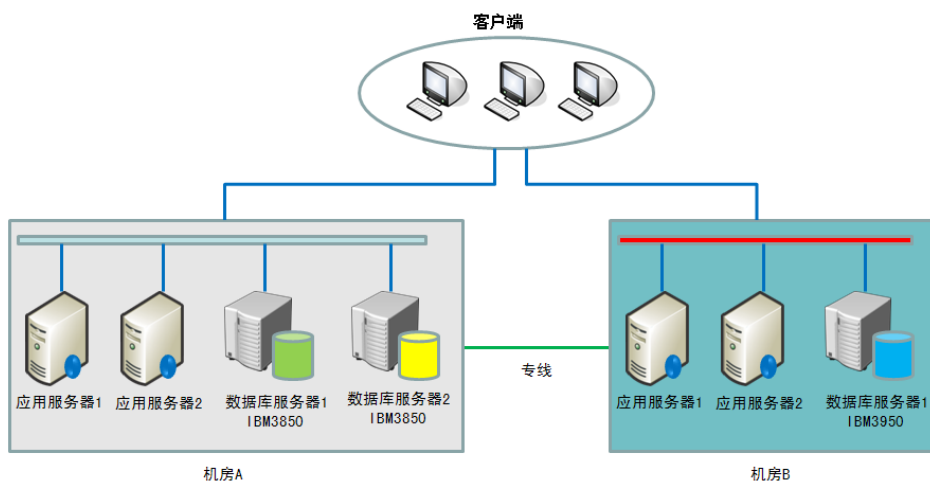 客户端
应用服务器1
应用服务器2
数据库服务器1
IBM3850
数据库服务器2
IBM3850
专线
应用服务器1
应用服务器2
数据库服务器1
IBM3950
机房A
机房B